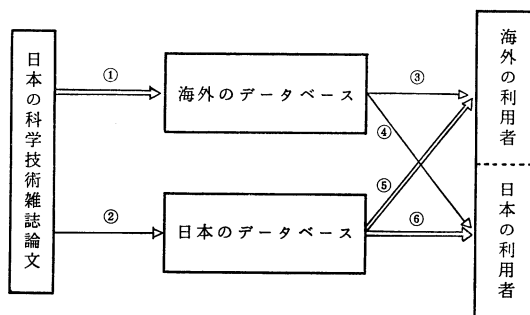 日本の科学技術雑誌論文
①
海外のデータベース
③
海外の利用者
④
⑤
②
日本のデータベース
⑥
日本の利用者